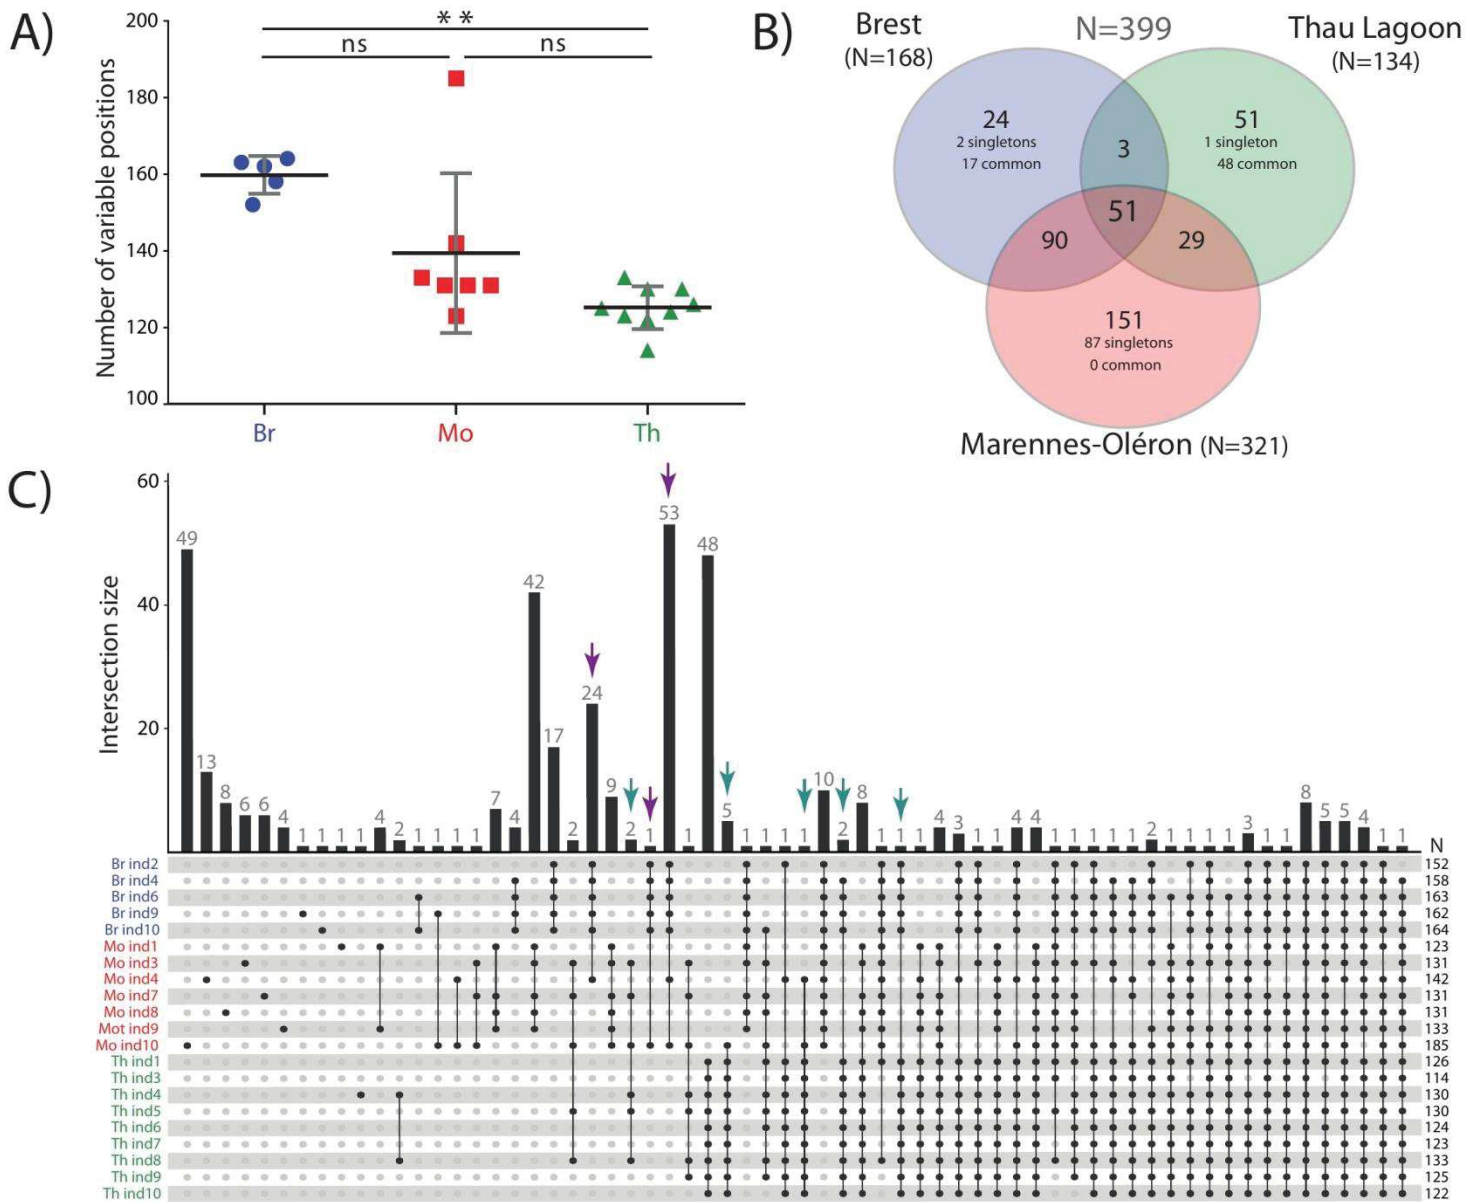 A)
200
180
160
140
120
100
Number of variable positions
* *
ns
ns
Br
Mo
Th
B)
Brest
(N=168)
N=399
Thau Lagoon
(N=134)
24
2 singletons
17 common
3
51
1 singleton
48 common
51
90
29
151
87 singletons
0 common
Marennes-Oléron (N=321)
C)
60
40
20
Intersection size
49 13 8 6 6 4 1 1 1 1 4 2 1 1 1 1 7 4 42 17 2 24 9 2 1 53 1 48 5 1 1 1 1 10 2 8 1 1 1 4 3 1 1 4 4 1 1 1 1 1 2 1 1 1 1 3 1 1 8 5 5 4 1 1
N
Br ind2 152
Br ind4 158
Br ind6 163
Br ind9 162
Br ind10 164
Mo ind1 123
Mo ind3 131
Mo ind4 142
Mo ind7 131
Mo ind8 131
Mot ind9 133
Mo ind10 185
Th ind1 126
Th ind3 114
Th ind4 130
Th ind5 130
Th ind6 124
Th ind7 123
Th ind8 133
Th ind9 125
Th ind10 122